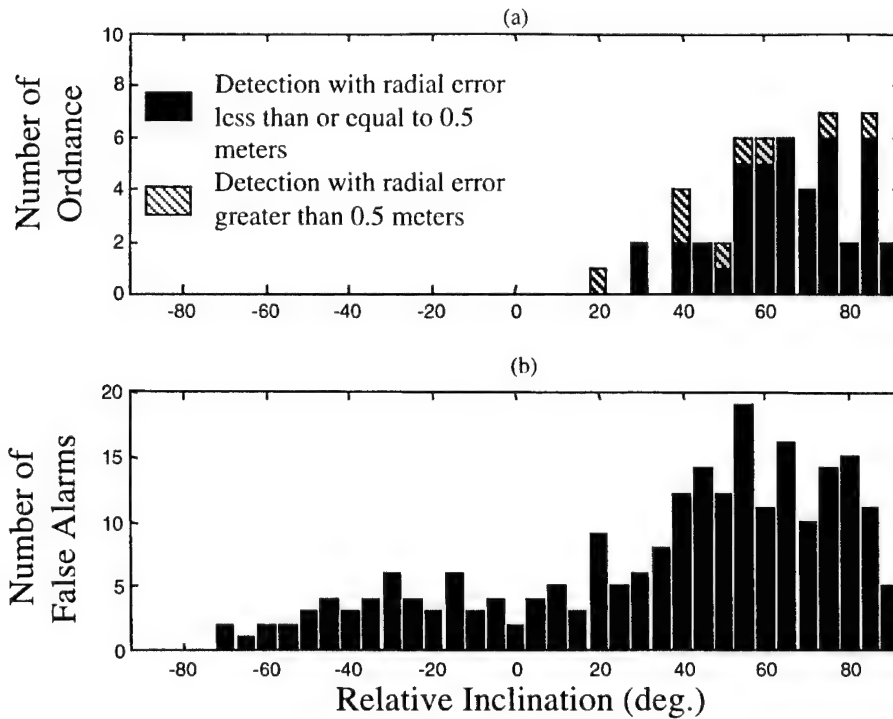 (a)
10
8
6
4
2
0
Number of
Ordnance
Detection with radial error
less than or equal to 0.5
meters
Detection with radial error
greater than 0.5 meters
-80 -60 -40 -20 0 20 40 60 80
(b)
20
15
10
5
0
Number of
False Alarms
-80 -60 -40 -20 0 20 40 60 80
Relative Inclination (deg.)